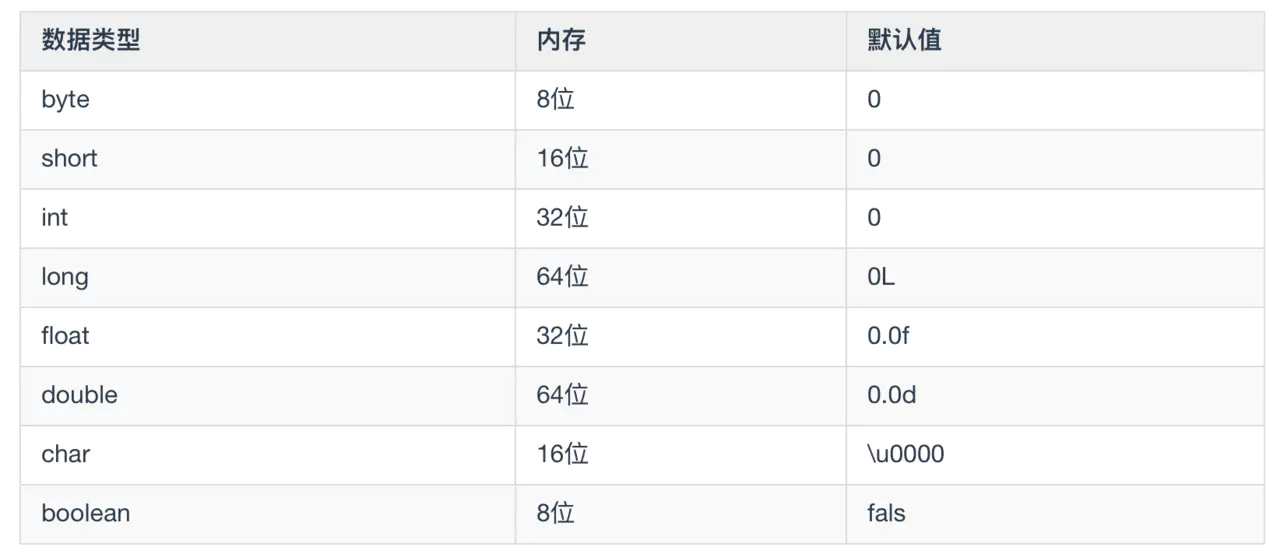 数据类型 内存 默认值
byte 8位 0
short 16位 0
int 32位 0
long 64位 0L
float 32位 0.0f
double 64位 0.0d
char 16位 \u0000
boolean 8位 fals